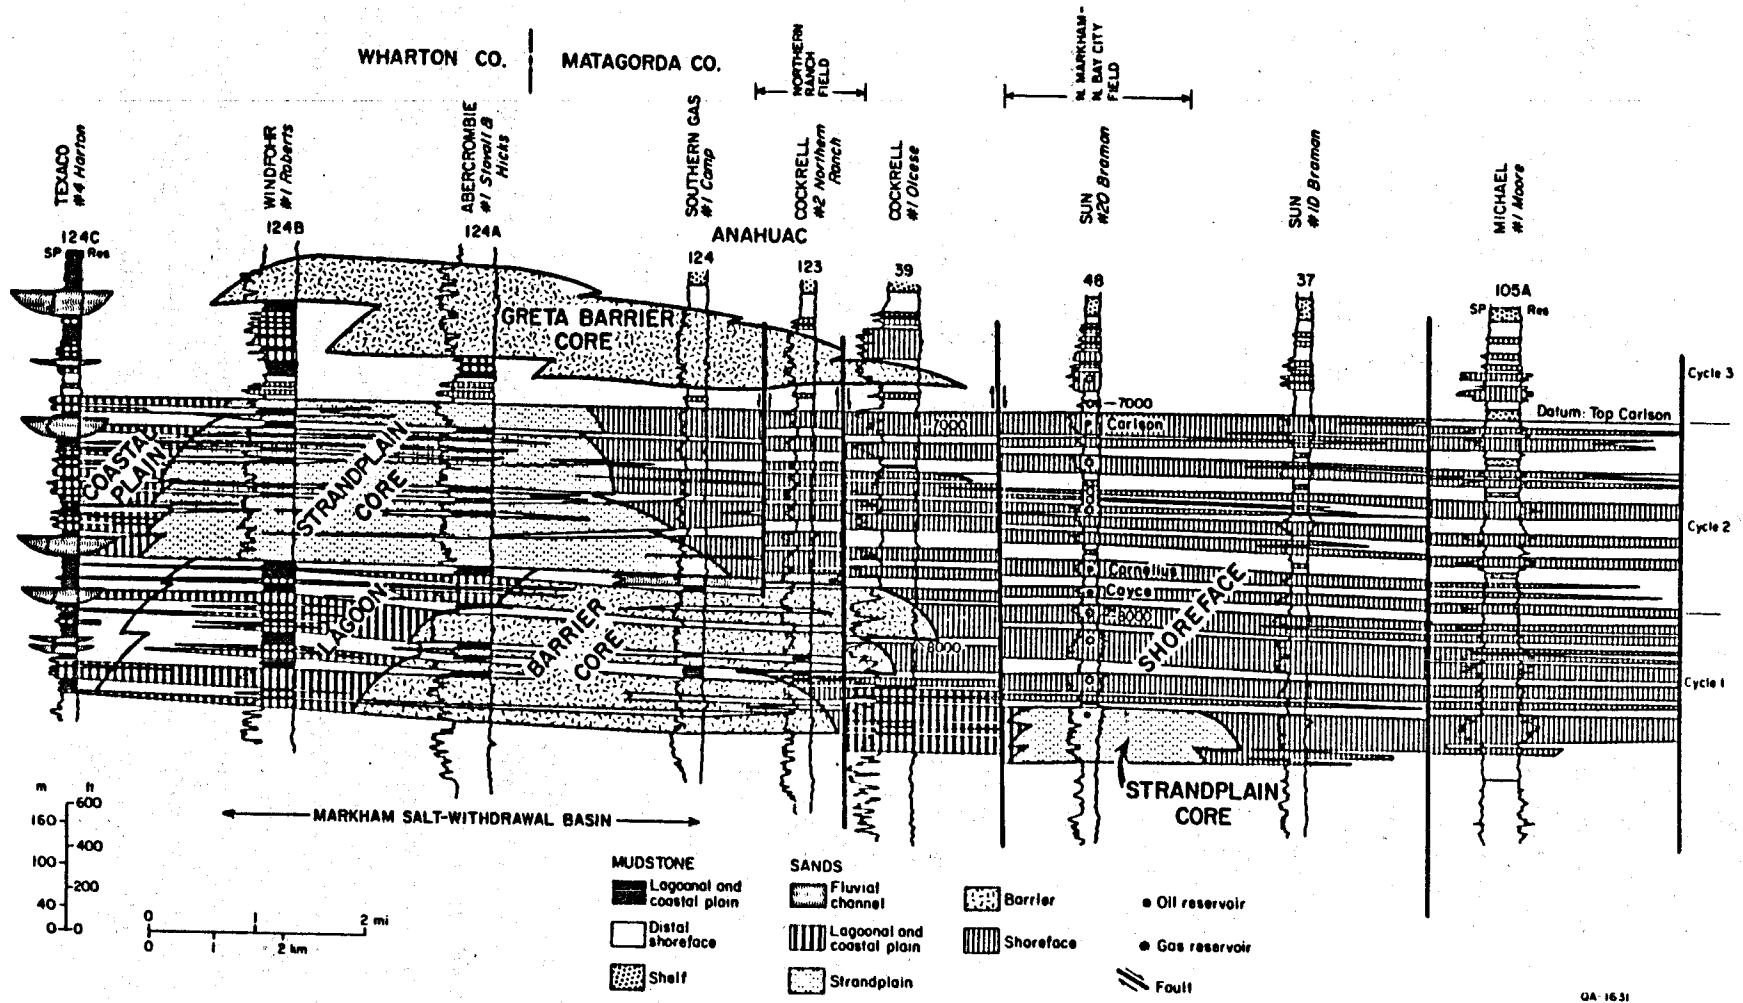 WHARTON CO.
MATAGORDA CO.
NORTHERN
RANCH
FIELD
N. MARKHAM-
N. BAY CITY
FIELD
TEXACO
#4 Harton
WINDFOHR
#1 Roberts
ABERCROMBIE
#1 Stovall &
Hicks
SOUTHERN GAS
#1 Camp
COCKRELL
#2 Northern
Ranch
COCKRELL
#1 Olcese
SUN
#20 Braman
SUN
#10 Braman
MICHAEL
#1 Moore
124C
SP Res
124B
124A
ANAHUAC
124
123
39
48
37
105A
SP Res
GRETA BARRIER
CORE
Cycle 3
7000
Datum: Top Carlson
7000
Carlson
COASTAL
PLAIN
STRANDPLAIN
CORE
Cycle 2
Cornelius
Cayce
8000
LAGOON
BARRIER
CORE
8000
SHOREFACE
Cycle 1
STRANDPLAIN
CORE
MARKHAM SALT-WITHDRAWAL BASIN
m ft
600
160
400
100
200
40
0 0
0 1 2 mi
0 1 2 km
MUDSTONE
Lagoonal and
coastal plain
Distal
shoreface
Shelf
SANDS
Fluvial
channel
Lagoonal and
coastal plain
Strandplain
Barrier
Shoreface
Oil reservoir
Gas reservoir
Fault
QA-1631